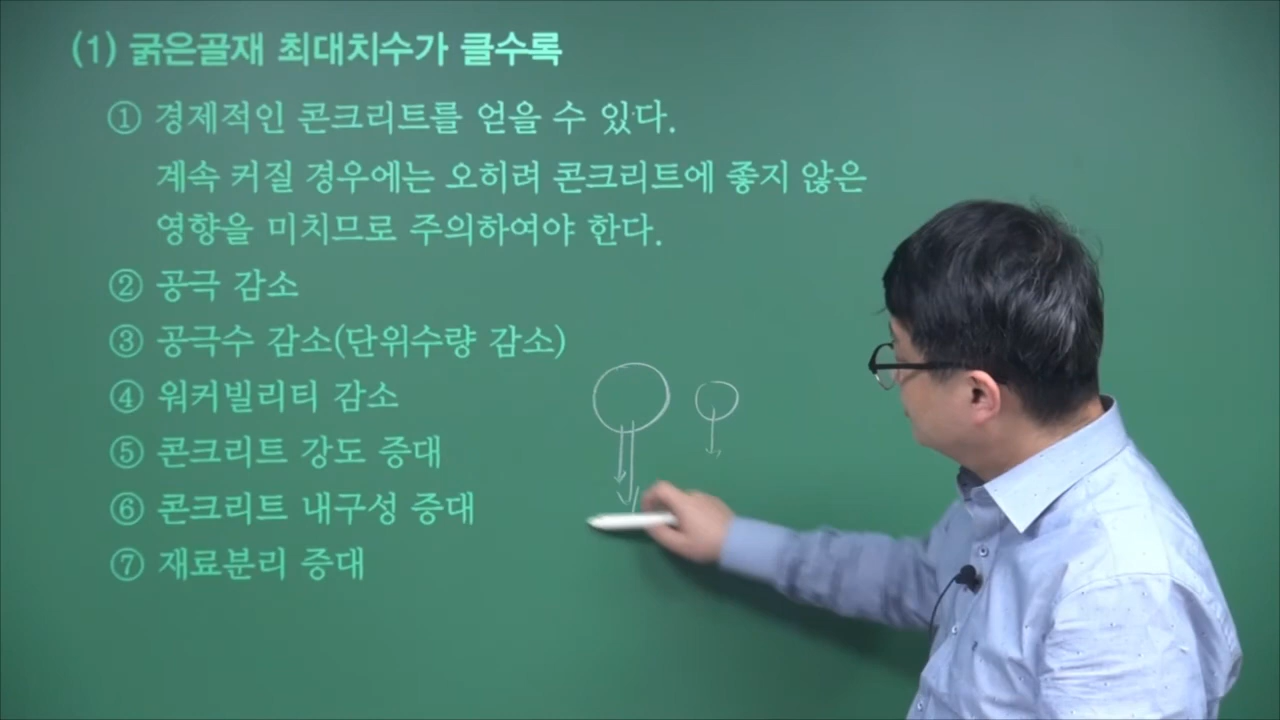 (1) 굵은골재 최대치수가 클수록
① 경제적인 콘크리트를 얻을 수 있다.
계속 커질 경우에는 오히려 콘크리트에 좋지 않은
영향을 미치므로 주의하여야 한다.
② 공극 감소
③ 공극수 감소(단위수량 감소)
④ 워커빌리티 감소
⑤ 콘크리트 강도 증대
⑥ 콘크리트 내구성 증대
⑦ 재료분리 증대